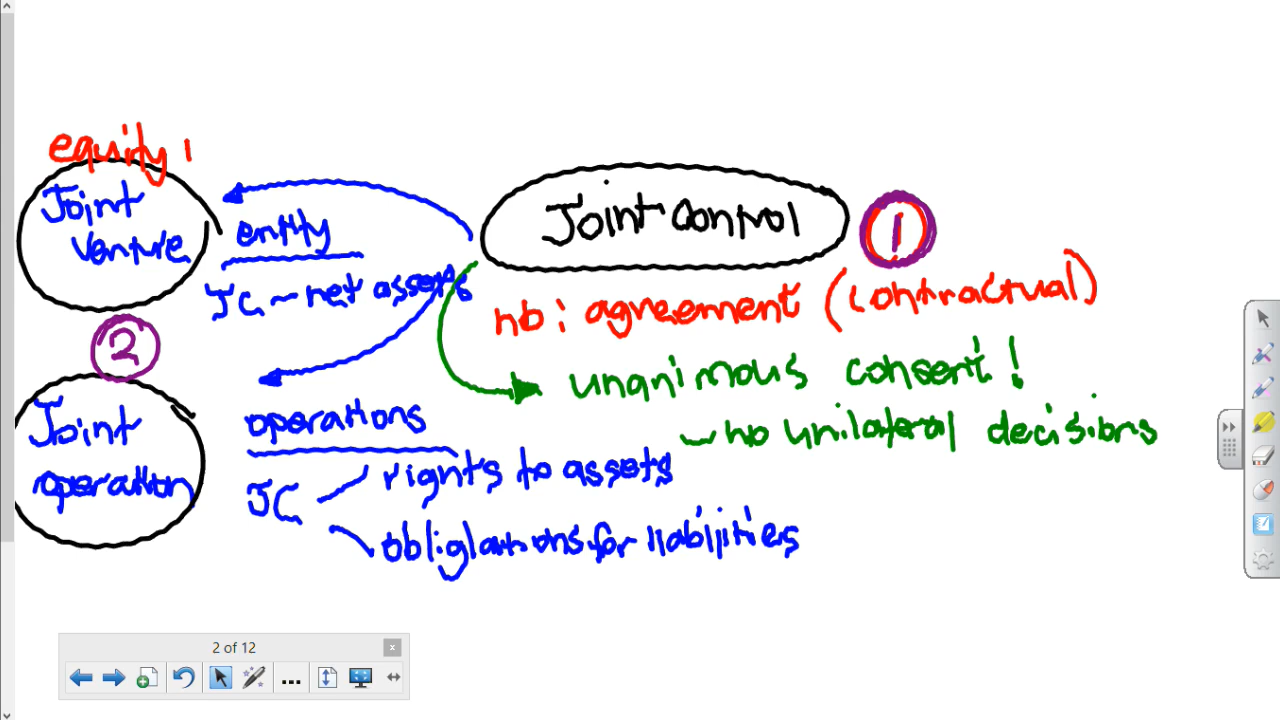 equity
Joint
venture
entity
JC - net assets
Joint control
1
nb: agreement (contractual)
unanimous consent!
no unilateral decisions
2
Joint
operation
operations
JC
rights to assets
obligations for liabilities
2 of 12